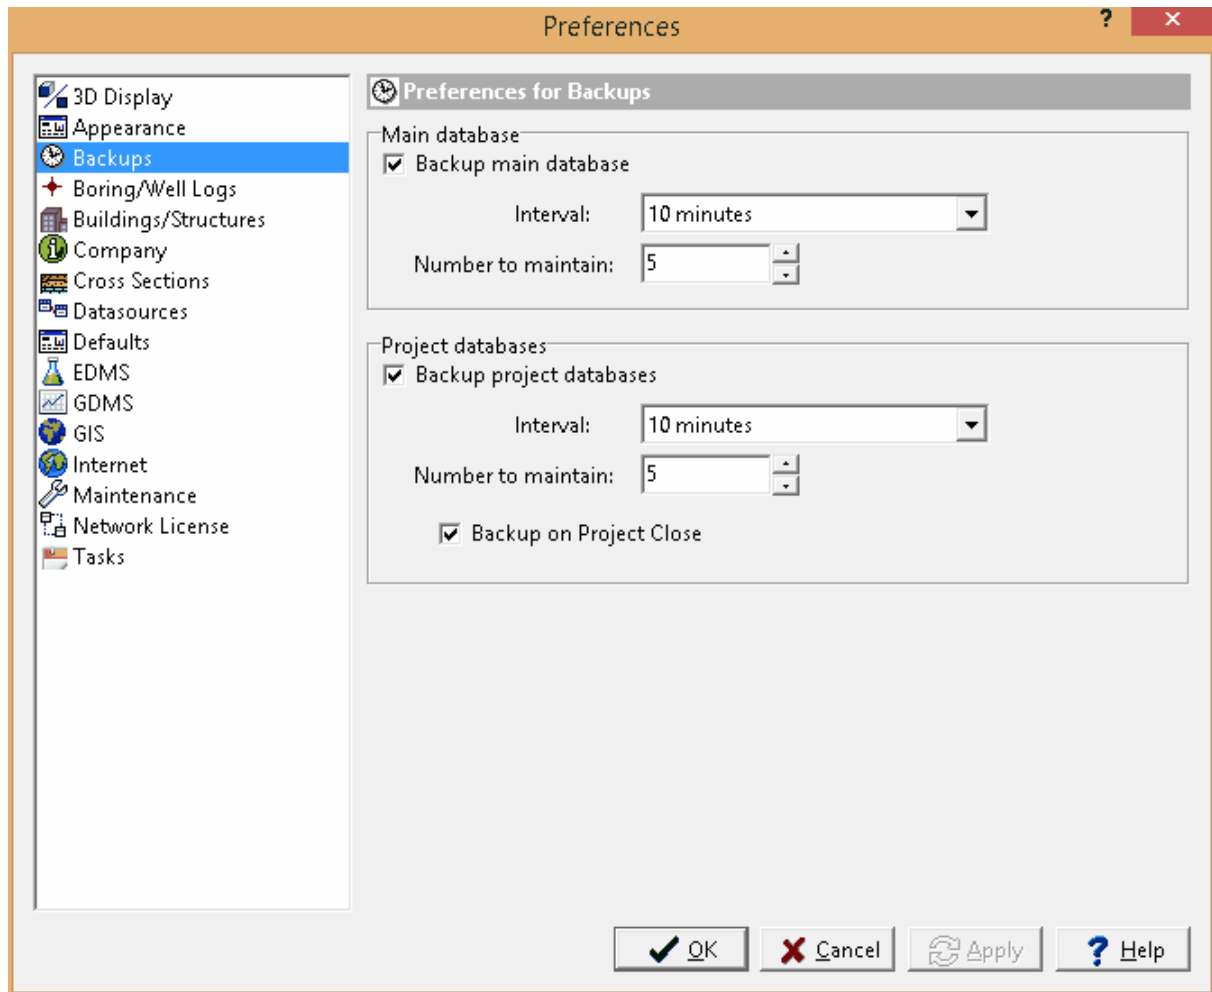 Preferences
?
×
3D Display
Appearance
Backups
Boring/Well Logs
Buildings/Structures
Company
Cross Sections
Datasources
Defaults
EDMS
GDMS
GIS
Internet
Maintenance
Network License
Tasks
Preferences for Backups
Main database
Backup main database
Interval: 10 minutes
Number to maintain: 5
Project databases
Backup project databases
Interval: 10 minutes
Number to maintain: 5
Backup on Project Close
OK Cancel Apply ? Help